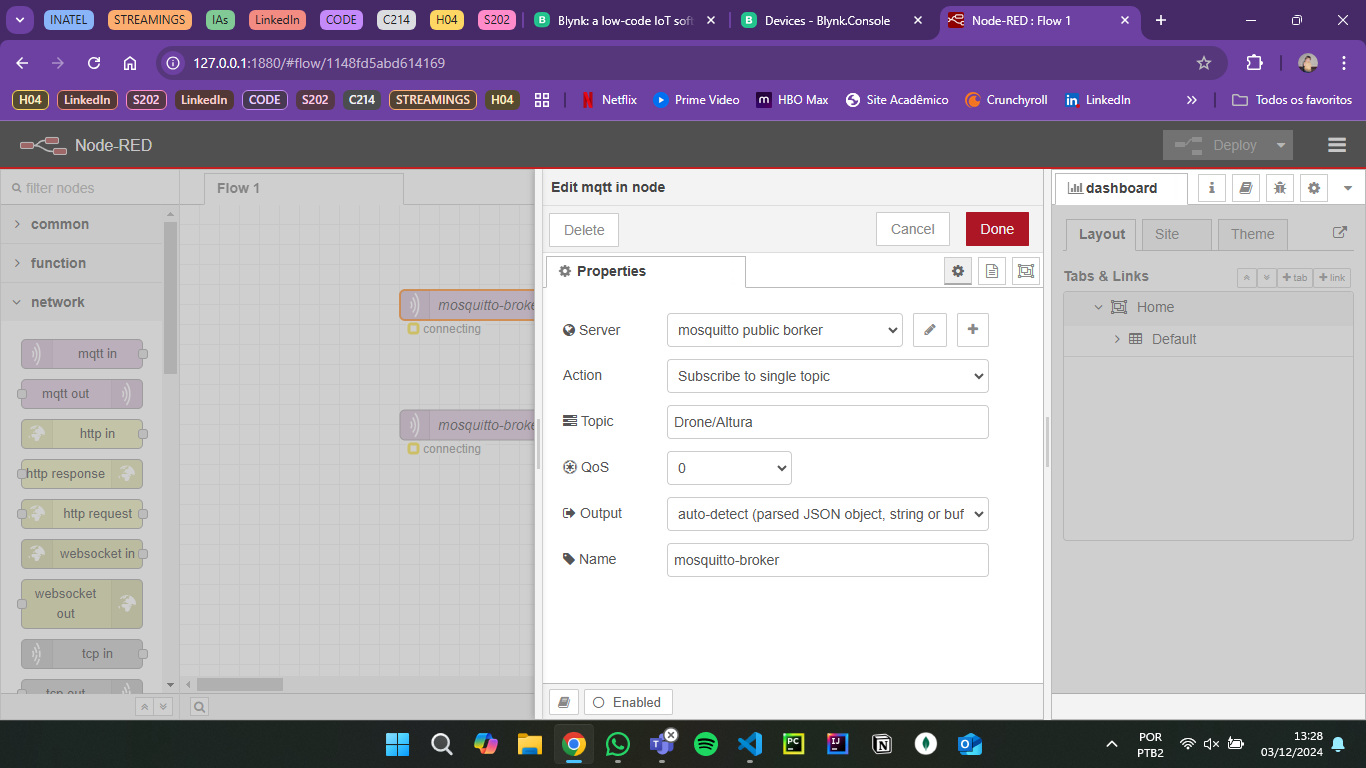 INATEL STREAMINGS IAs LinkedIn CODE C214 H04 S202 Blynk: a low-code IoT soft Devices - Blynk.Console Node-RED : Flow 1
127.0.0.1:1880/#flow/1148fd5abd614169
H04 LinkedIn S202 LinkedIn CODE S202 C214 STREAMINGS H04 Netflix Prime Video HBO Max Site Acadêmico Crunchyroll LinkedIn Todos os favoritos
Node-RED Deploy
filter nodes
common
function
network
mqtt in
mqtt out
http in
http response
http request
websocket in
websocket
out
tcp in
tcp out
Flow 1
mosquitto-broke
connecting
mosquitto-broke
connecting
Edit mqtt in node
Delete Cancel Done
Properties
Server mosquitto public borker
Action Subscribe to single topic
Topic Drone/Altura
QoS 0
Output auto-detect (parsed JSON object, string or buf
Name mosquitto-broker
Enabled
dashboard
Layout Site Theme
Tabs & Links tab link
Home
Default
POR
PTB2
13:28
03/12/2024